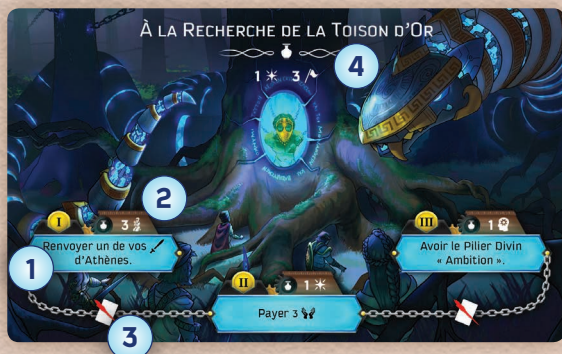 À la Recherche de la Toison d'Or
1 3
4
2
I 3
III 1
Renvoyer un de vos
d'Athènes.
Avoir le Pilier Divin
« Ambition ».
1
II 1
Payer 3
3